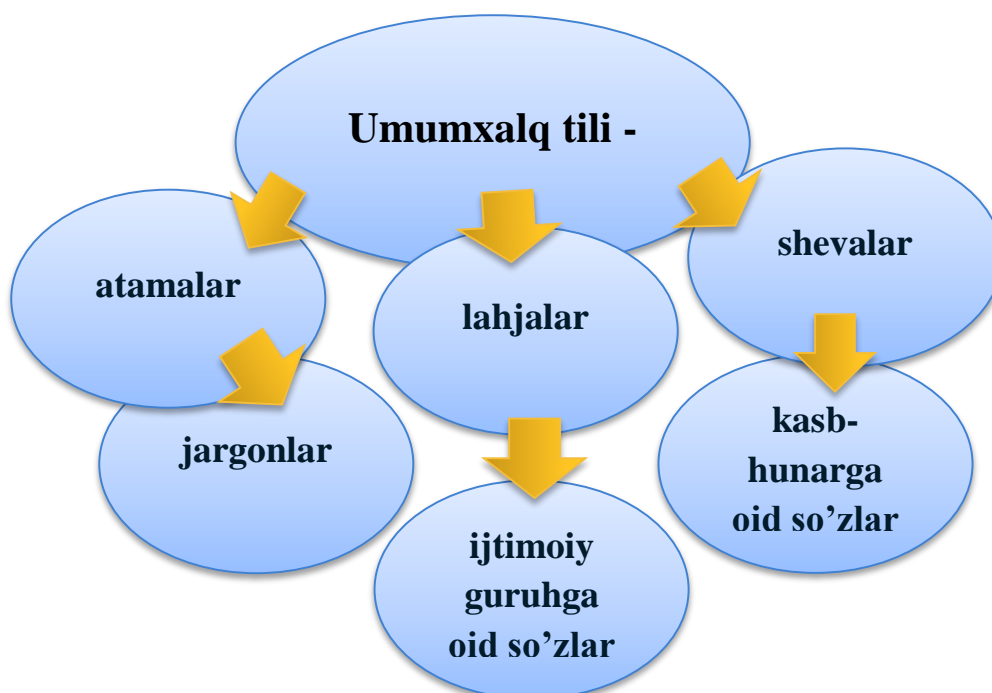 Umumxalq tili -
atamalar
lahjalar
shevalar
jargonlar
ijtimoiy
guruhga
oid so’zlar
kasb-
hunarga
oid so’zlar